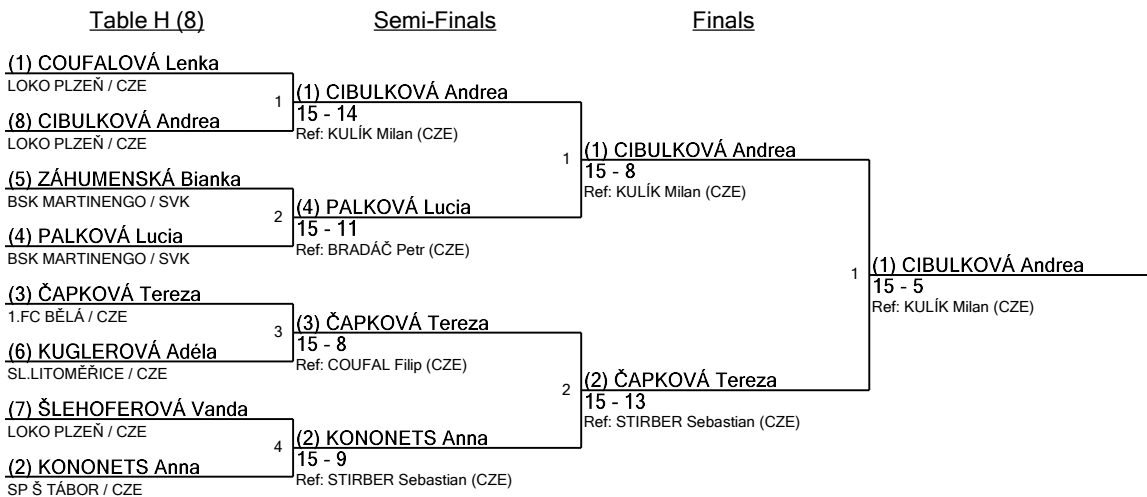 Table H (8)
Semi-Finals
Finals
(1) COUFALOVÁ Lenka
LOKO PLZEŇ / CZE
1
(8) CIBULKOVÁ Andrea
LOKO PLZEŇ / CZE
(5) ZÁHUMENSKÁ Bianka
BSK MARTINENGO / SVK
2
(4) PALKOVÁ Lucia
BSK MARTINENGO / SVK
(3) ČAPKOVÁ Tereza
1.FC BĚLÁ / CZE
3
(6) KUGLEROVÁ Adéla
SL.LITOMĚŘICE / CZE
(7) ŠLEHOFEROVÁ Vanda
LOKO PLZEŇ / CZE
4
(2) KONONETS Anna
SP Š TÁBOR / CZE
(1) CIBULKOVÁ Andrea
15 - 14
Ref: KULÍK Milan (CZE)
1
(4) PALKOVÁ Lucia
15 - 11
Ref: BRADÁČ Petr (CZE)
(3) ČAPKOVÁ Tereza
15 - 8
Ref: COUFAL Filip (CZE)
2
(2) KONONETS Anna
15 - 9
Ref: STIRBER Sebastian (CZE)
(1) CIBULKOVÁ Andrea
15 - 8
Ref: KULÍK Milan (CZE)
1
(2) ČAPKOVÁ Tereza
15 - 13
Ref: STIRBER Sebastian (CZE)
(1) CIBULKOVÁ Andrea
15 - 5
Ref: KULÍK Milan (CZE)